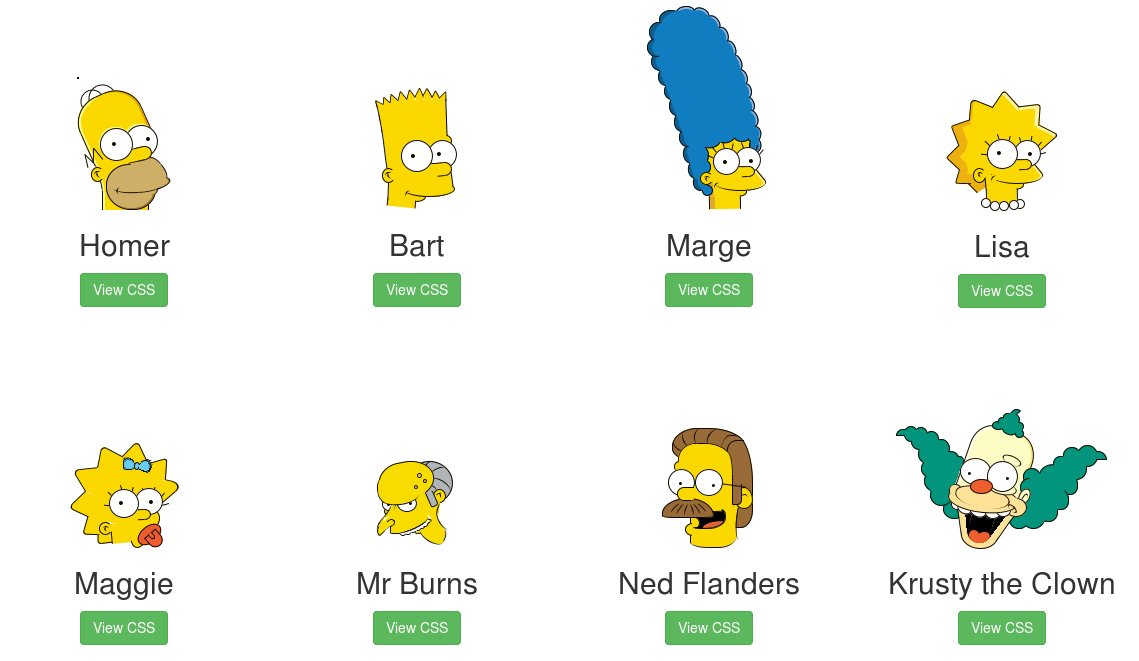 Homer
Bart
Marge
Lisa
View CSS
View CSS
View CSS
View CSS
Maggie
Mr Burns
Ned Flanders
Krusty the Clown
View CSS
View CSS
View CSS
View CSS